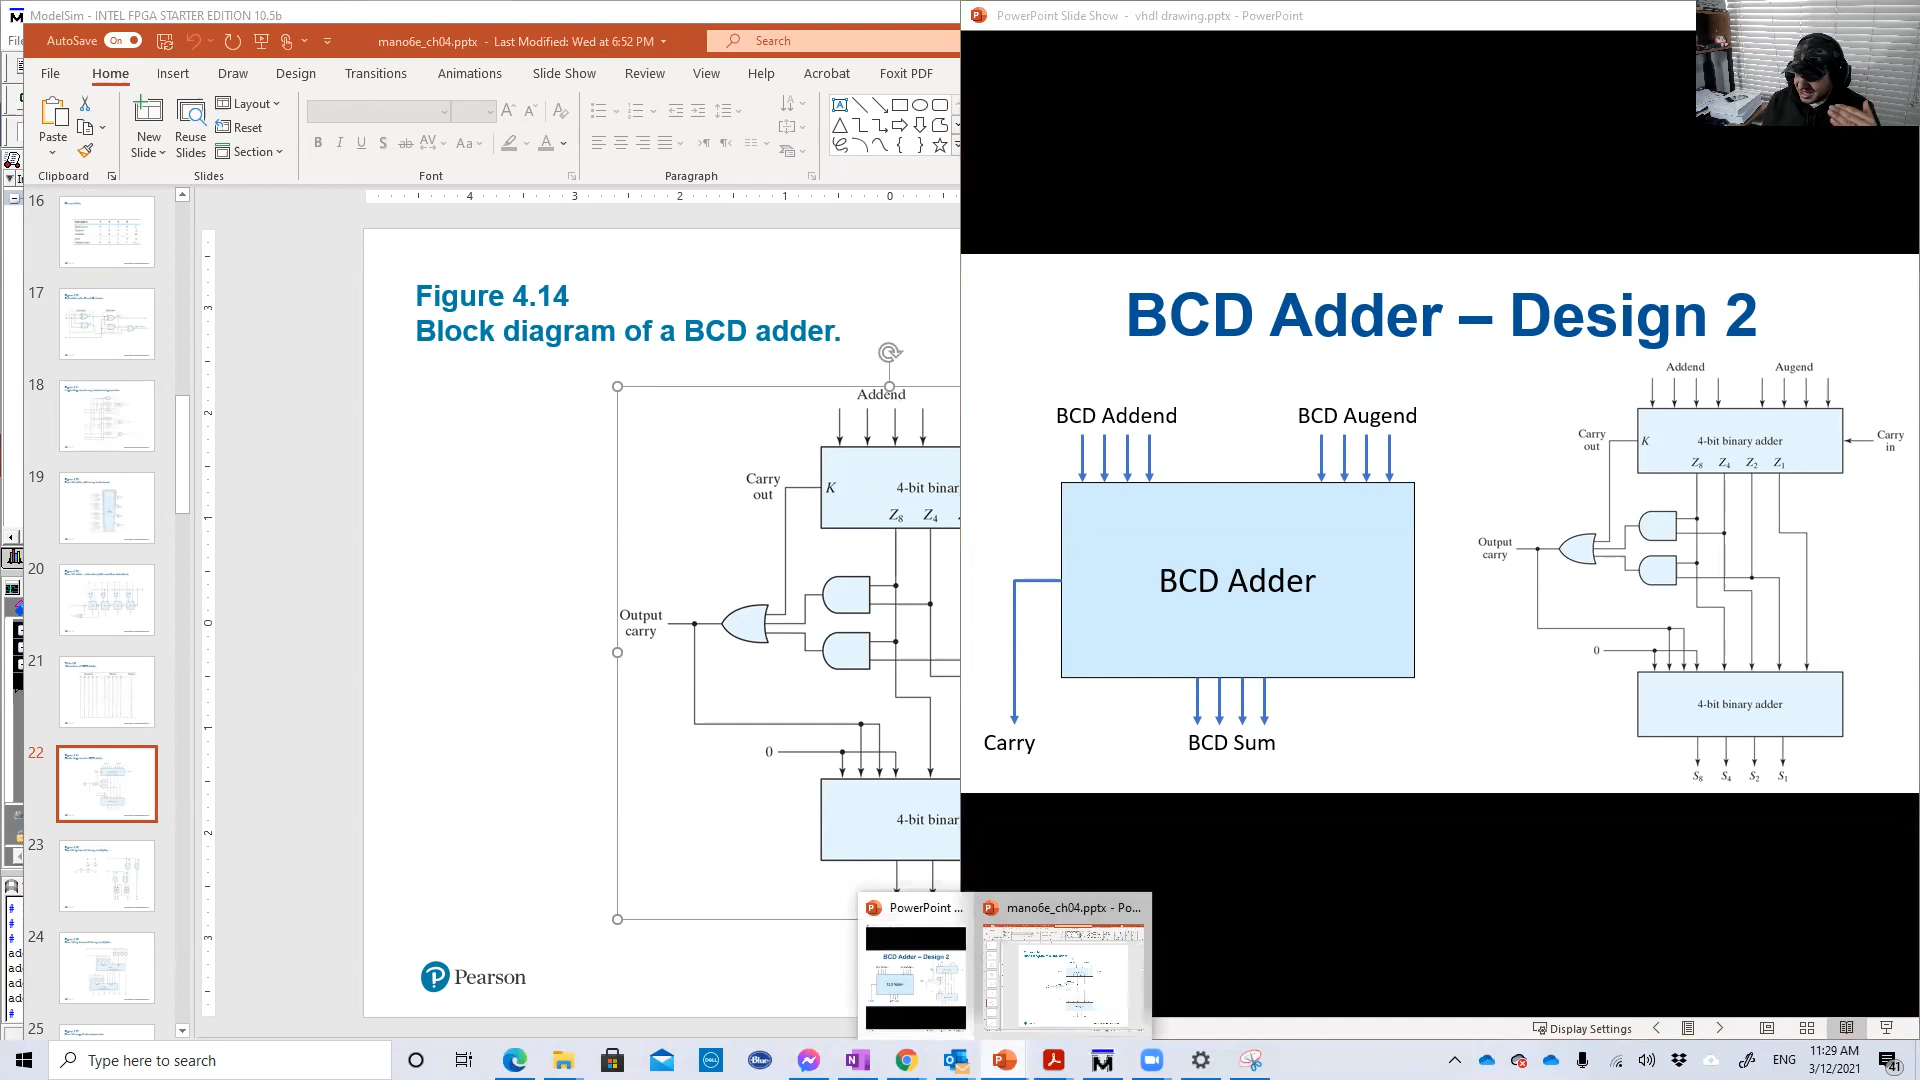 ModelSim - INTEL FPGA STARTER EDITION 10.5b
AutoSave On
mano6e_ch04.pptx - Last Modified: Wed at 6:52 PM
Search
File Home Insert Draw Design Transitions Animations Slide Show Review View Help Acrobat Foxit PDF
Paste
New Slide
Reuse Slides
Layout
Reset
Section
Clipboard
Slides
Font
Paragraph
16
17
18
19
20
21
22
23
24
25
Figure 4.14
Block diagram of a BCD adder.
Addend
Carry out
K
4-bit binar
Z8 Z4
Output carry
0
4-bit binar
Pearson
PowerPoint Slide Show - vhdl drawing.pptx - PowerPoint
BCD Adder – Design 2
BCD Addend
BCD Augend
BCD Adder
Carry
BCD Sum
Addend
Augend
Carry out
K
4-bit binary adder
Carry in
Z8 Z4 Z2 Z1
Output carry
0
4-bit binary adder
S8 S4 S2 S1
PowerPoint ...
mano6e_ch04.pptx - Po...
BCD Adder – Design 2
Display Settings
Type here to search
ENG
11:29 AM
3/12/2021
41